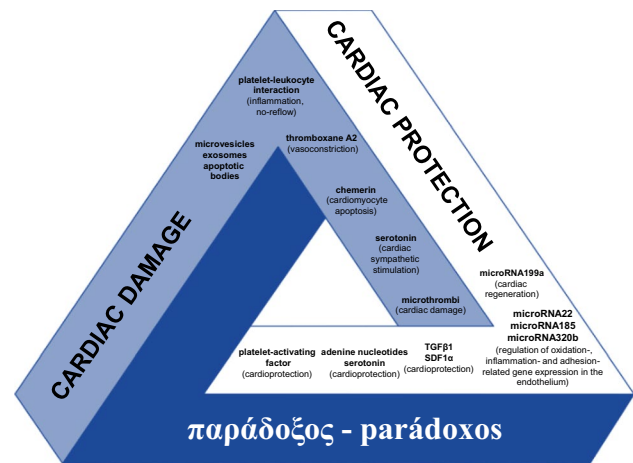 CARDIAC DAMAGE
CARDIAC PROTECTION
platelet-leukocyte
interaction
(inflammation,
no-reflow)
microvesicles
exosomes
apoptotic
bodies
thromboxane A2
(vasoconstriction)
chemerin
(cardiomyocyte
apoptosis)
serotonin
(cardiac
sympathetic
stimulation)
microthrombi
(cardiac damage)
microRNA199a
(cardiac
regeneration)
microRNA22
microRNA185
microRNA320b
(regulation of oxidation-,
inflammation- and adhesion-
related gene expression in the
endothelium)
platelet-activating
factor
(cardioprotection)
adenine nucleotides
serotonin
(cardioprotection)
TGFβ1
SDF1α
(cardioprotection)
παράδοξος - parádoxos